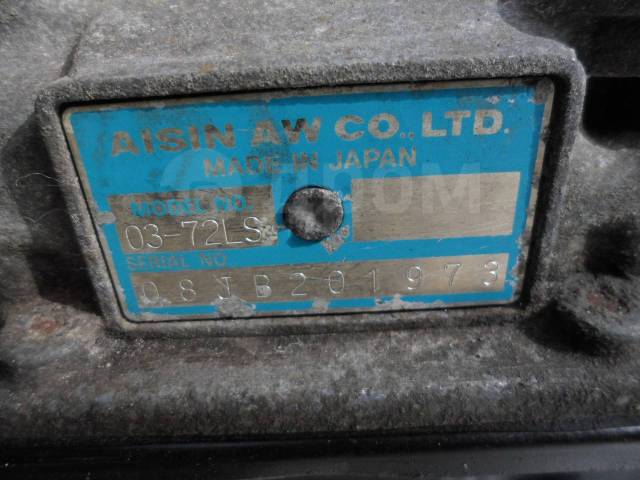 AISIN AW CO., LTD.
MADE IN JAPAN
MODEL NO.
03-72LS
SERIAL NO.
08JB201973